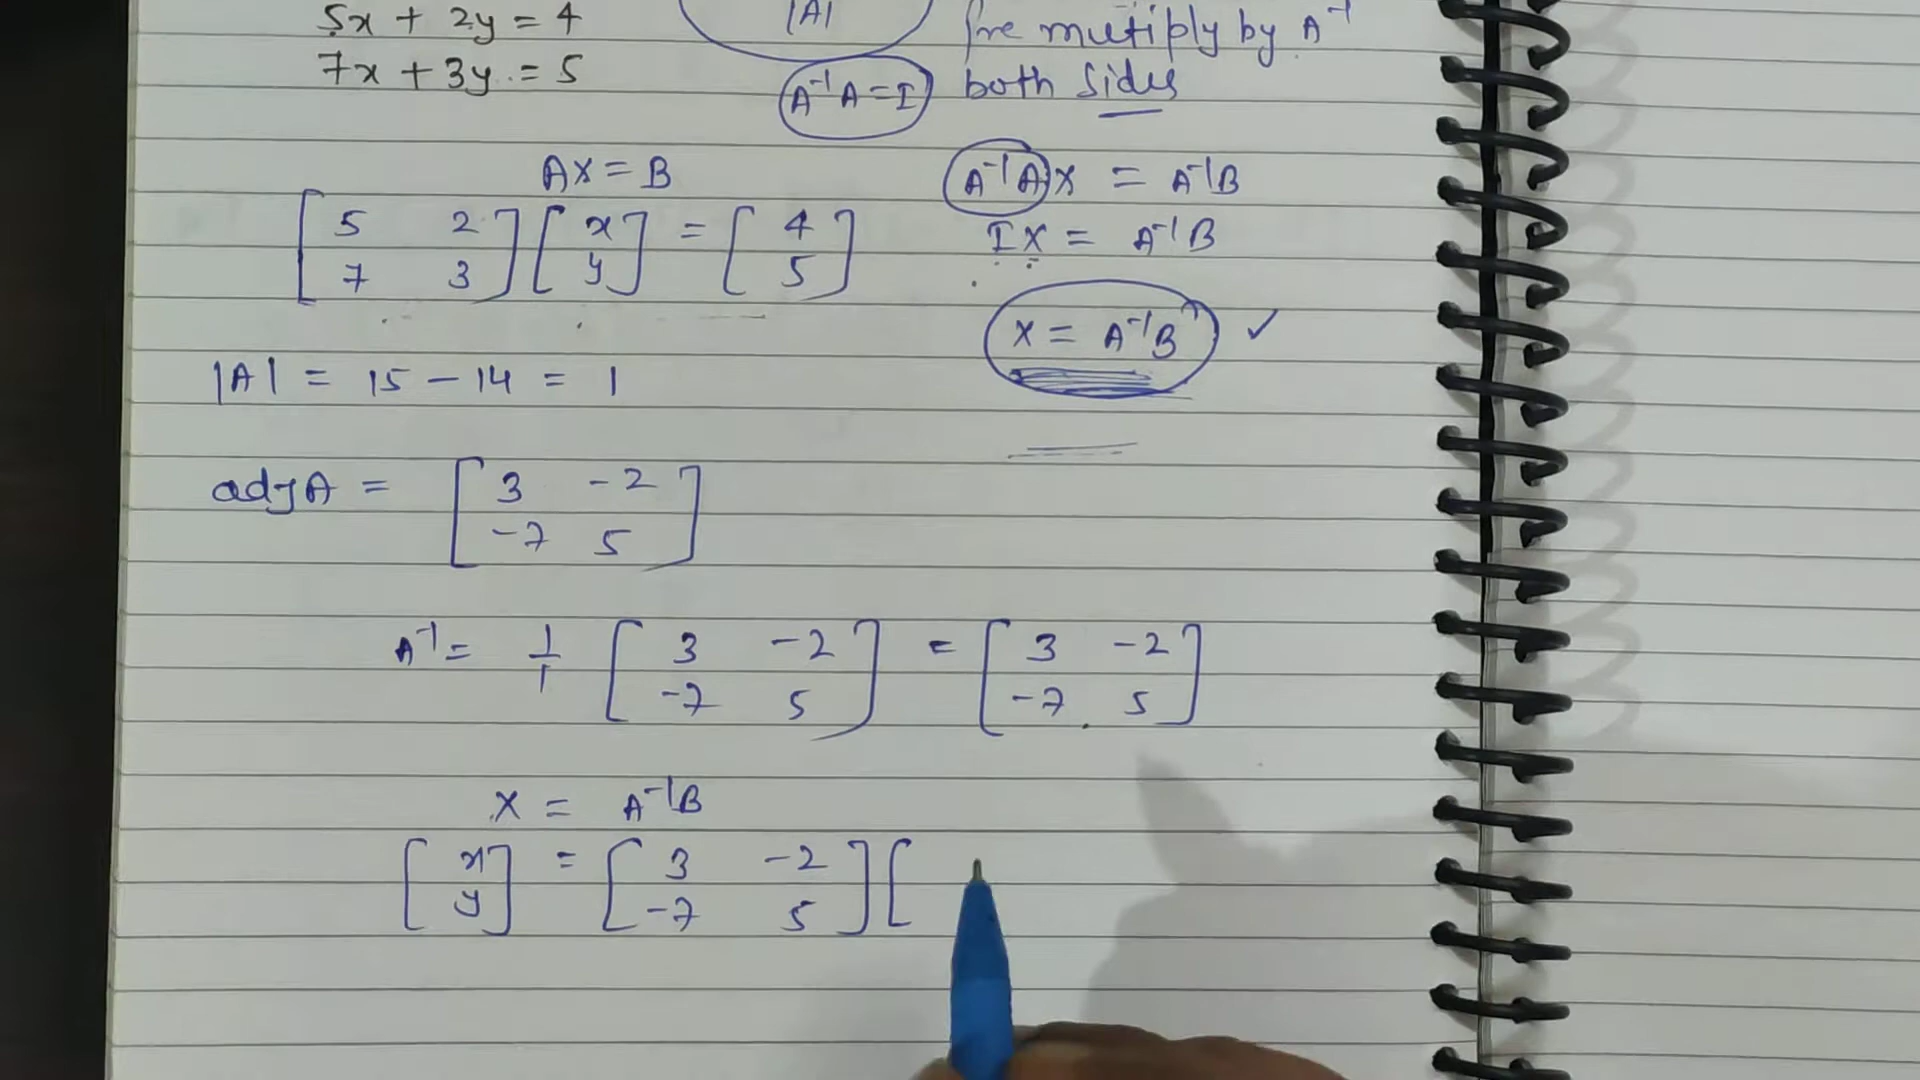 5x + 2y = 4
7x + 3y = 5
|A|
Pre multiply by A⁻¹
both sides
A⁻¹A = I
AX = B
[5 2
7 3] [x
y] = [4
5]
A⁻¹AX = A⁻¹B
IX = A⁻¹B
X = A⁻¹B ✓
|A| = 15 - 14 = 1
adjA = [3 -2
-7 5]
A⁻¹ = 1/1 [3 -2
-7 5] = [3 -2
-7 5]
X = A⁻¹B
[x
y] = [3 -2
-7 5] [